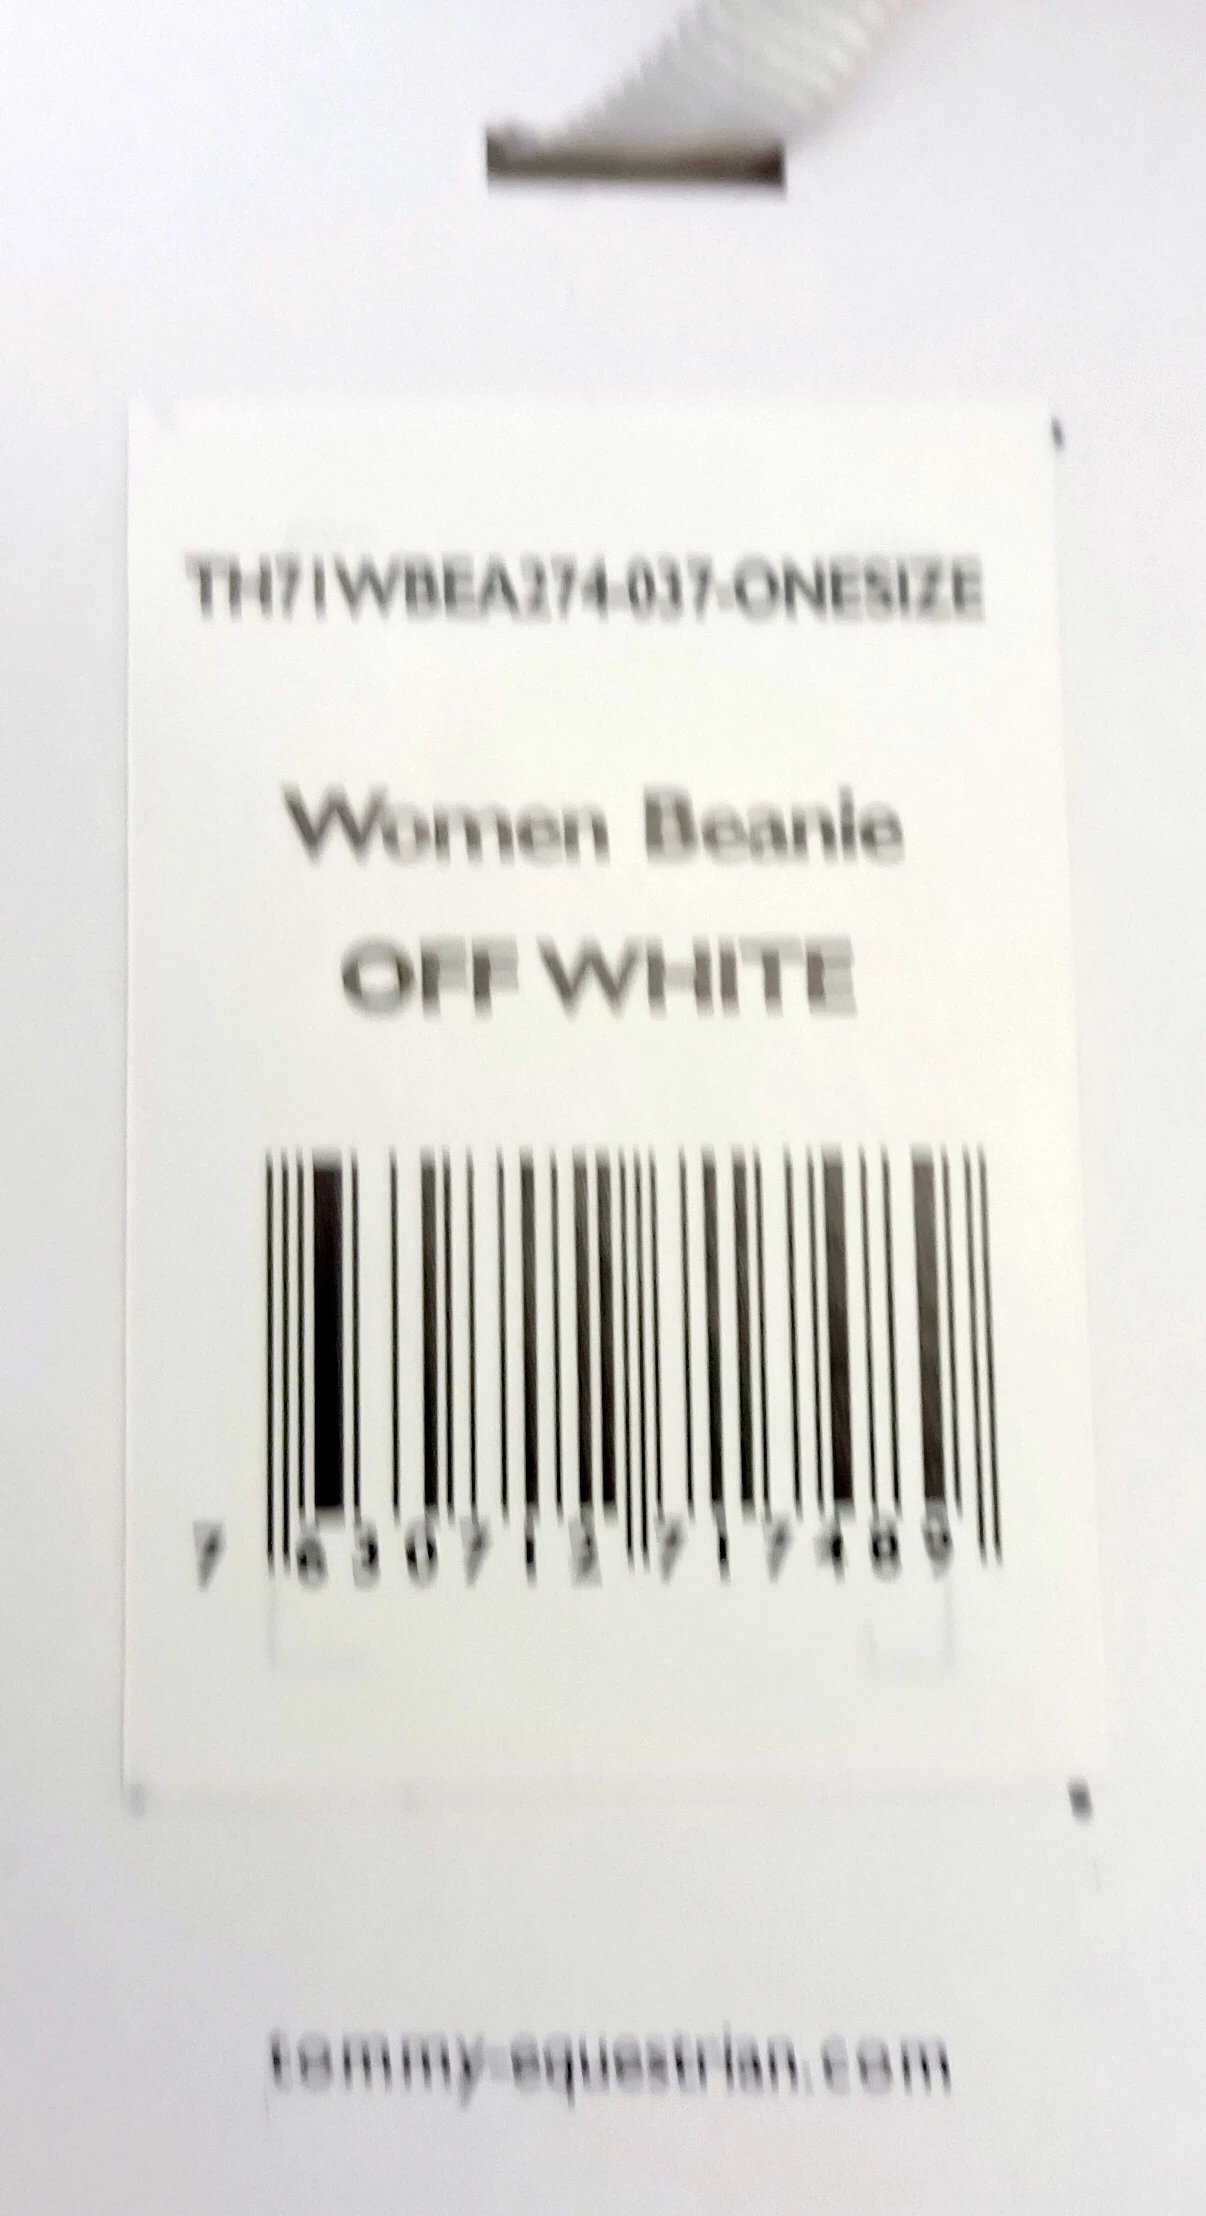 TH71WBEA274-037-ONESIZE
Women Beanie
OFF WHITE
7 630712 717489
tommy-equestrian.com